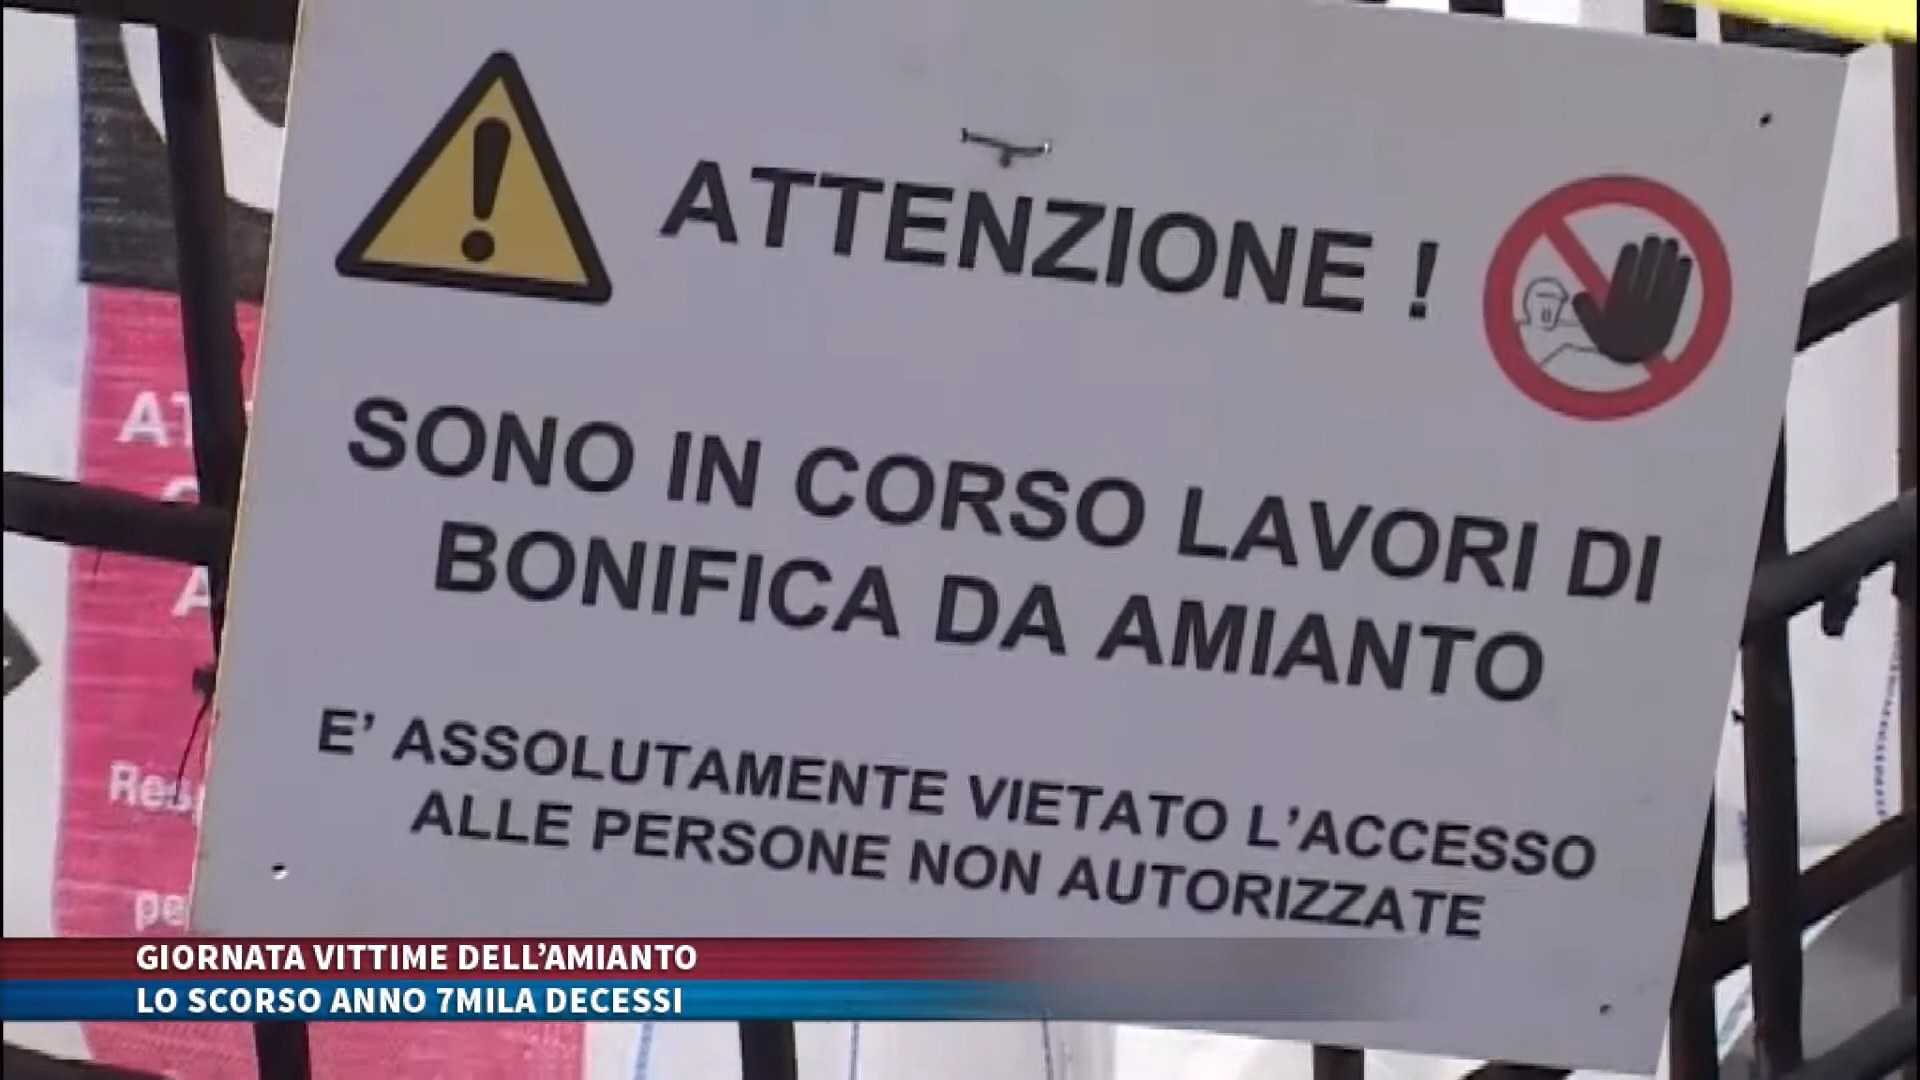 ATTENZIONE !
SONO IN CORSO LAVORI DI
BONIFICA DA AMIANTO
E' ASSOLUTAMENTE VIETATO L'ACCESSO
ALLE PERSONE NON AUTORIZZATE
GIORNATA VITTIME DELL'AMIANTO
LO SCORSO ANNO 7MILA DECESSI